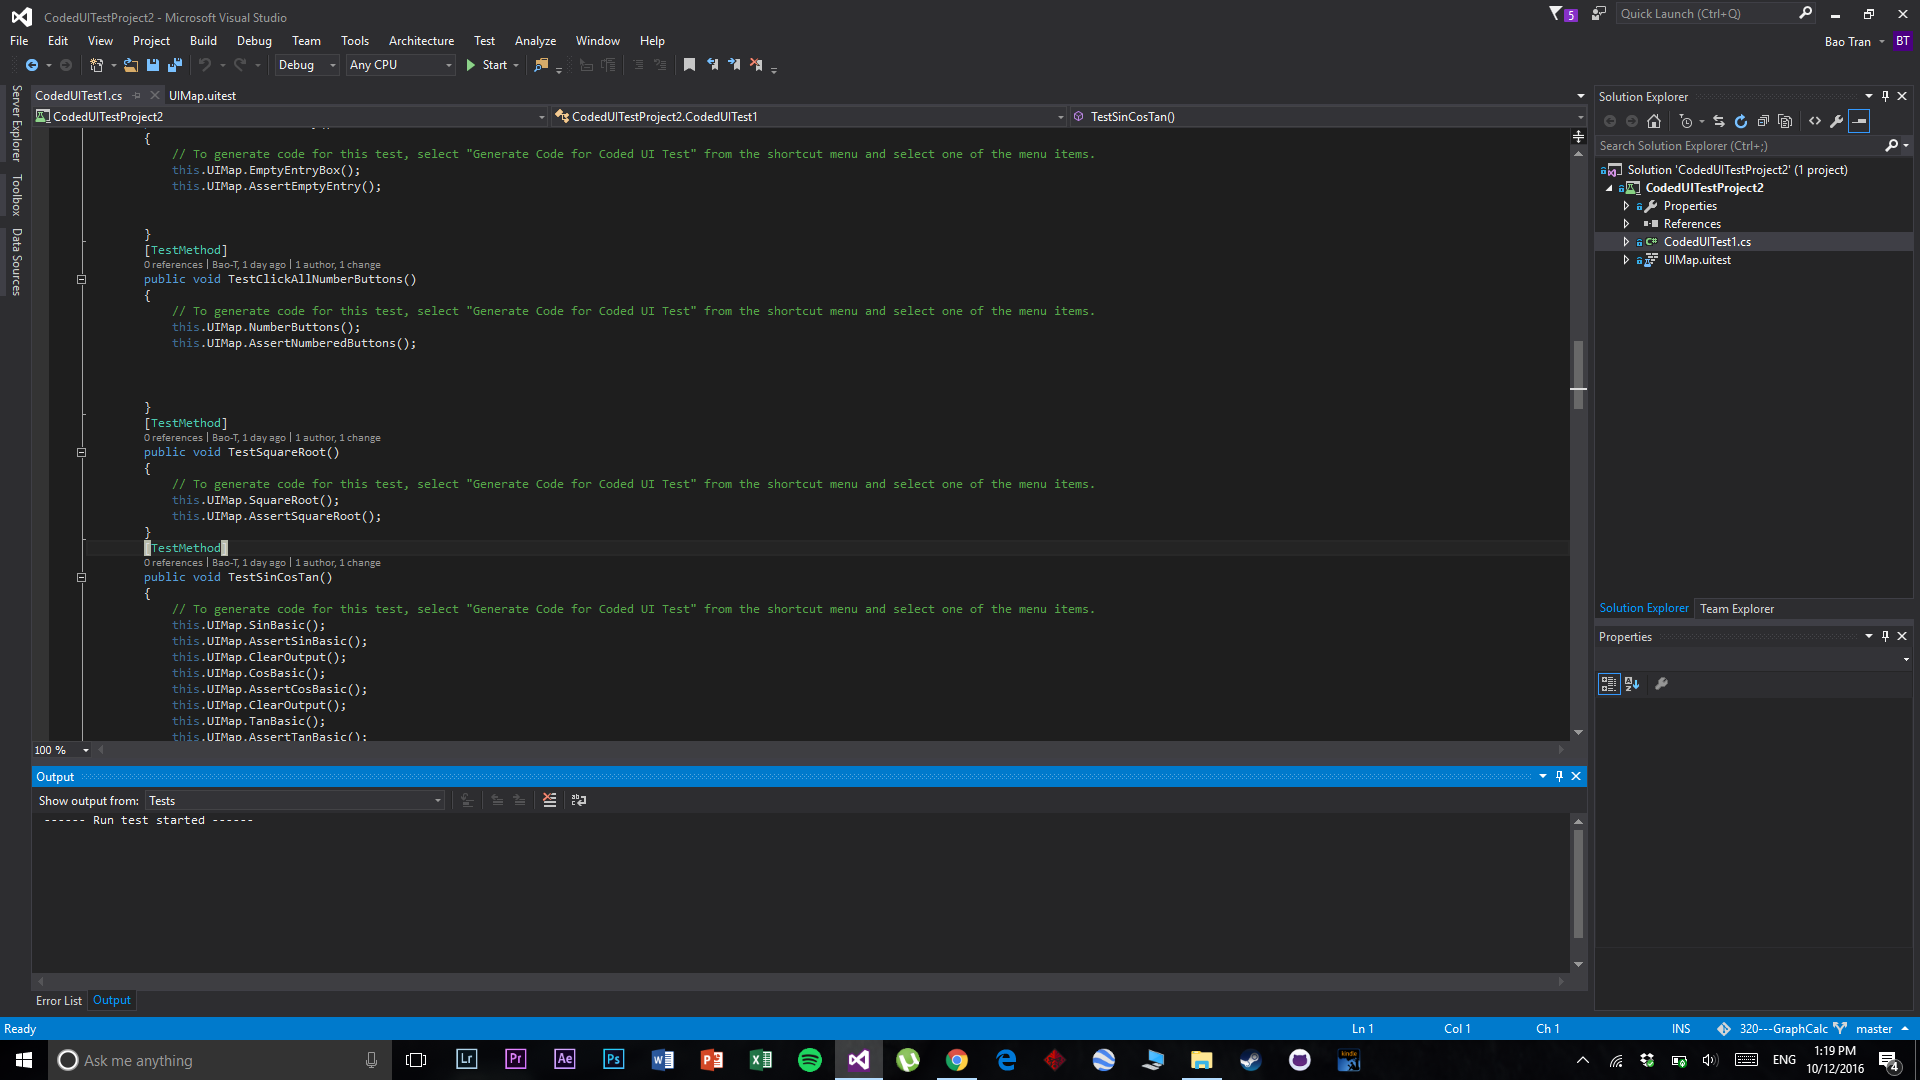 CodedUITestProject2 - Microsoft Visual Studio
5
Quick Launch (Ctrl+Q)
File Edit View Project Build Debug Team Tools Architecture Test Analyze Window Help
Bao Tran BT
Debug Any CPU Start
Server Explorer
Toolbox
Data Sources
CodedUITest1.cs UIMap.uitest
CodedUITestProject2 CodedUITestProject2.CodedUITest1 TestSinCosTan()
{
// To generate code for this test, select "Generate Code for Coded UI Test" from the shortcut menu and select one of the menu items.
this.UIMap.EmptyEntryBox();
this.UIMap.AssertEmptyEntry();
}
[TestMethod]
0 references | Bao-T, 1 day ago | 1 author, 1 change
public void TestClickAllNumberButtons()
{
// To generate code for this test, select "Generate Code for Coded UI Test" from the shortcut menu and select one of the menu items.
this.UIMap.NumberButtons();
this.UIMap.AssertNumberedButtons();
}
[TestMethod]
0 references | Bao-T, 1 day ago | 1 author, 1 change
public void TestSquareRoot()
{
// To generate code for this test, select "Generate Code for Coded UI Test" from the shortcut menu and select one of the menu items.
this.UIMap.SquareRoot();
this.UIMap.AssertSquareRoot();
}
[TestMethod]
0 references | Bao-T, 1 day ago | 1 author, 1 change
public void TestSinCosTan()
{
// To generate code for this test, select "Generate Code for Coded UI Test" from the shortcut menu and select one of the menu items.
this.UIMap.SinBasic();
this.UIMap.AssertSinBasic();
this.UIMap.ClearOutput();
this.UIMap.CosBasic();
this.UIMap.AssertCosBasic();
this.UIMap.ClearOutput();
this.UIMap.TanBasic();
this.UIMap.AssertTanBasic();
100 %
Output
Show output from: Tests
------ Run test started ------
Error List Output
Solution Explorer
Search Solution Explorer (Ctrl+;)
Solution 'CodedUITestProject2' (1 project)
CodedUITestProject2
Properties
References
C# CodedUITest1.cs
UIMap.uitest
Solution Explorer Team Explorer
Properties
Ready Ln 1 Col 1 Ch 1 INS 320---GraphCalc master
Ask me anything
Lr Pr Ae Ps
kindle
ENG
1:19 PM
10/12/2016
4